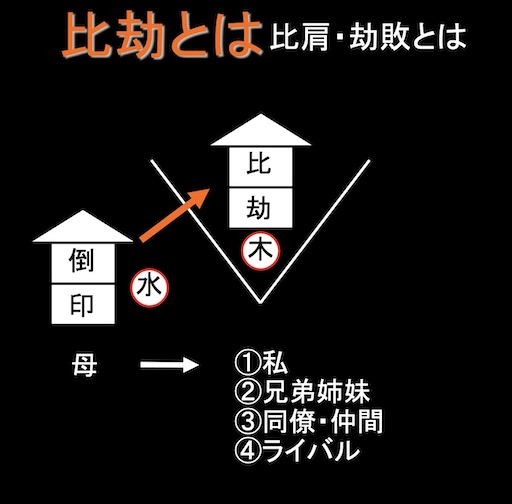 比劫とは 比肩・劫敗とは
比
劫
木
倒
印
水
母
①私
②兄弟姉妹
③同僚・仲間
④ライバル